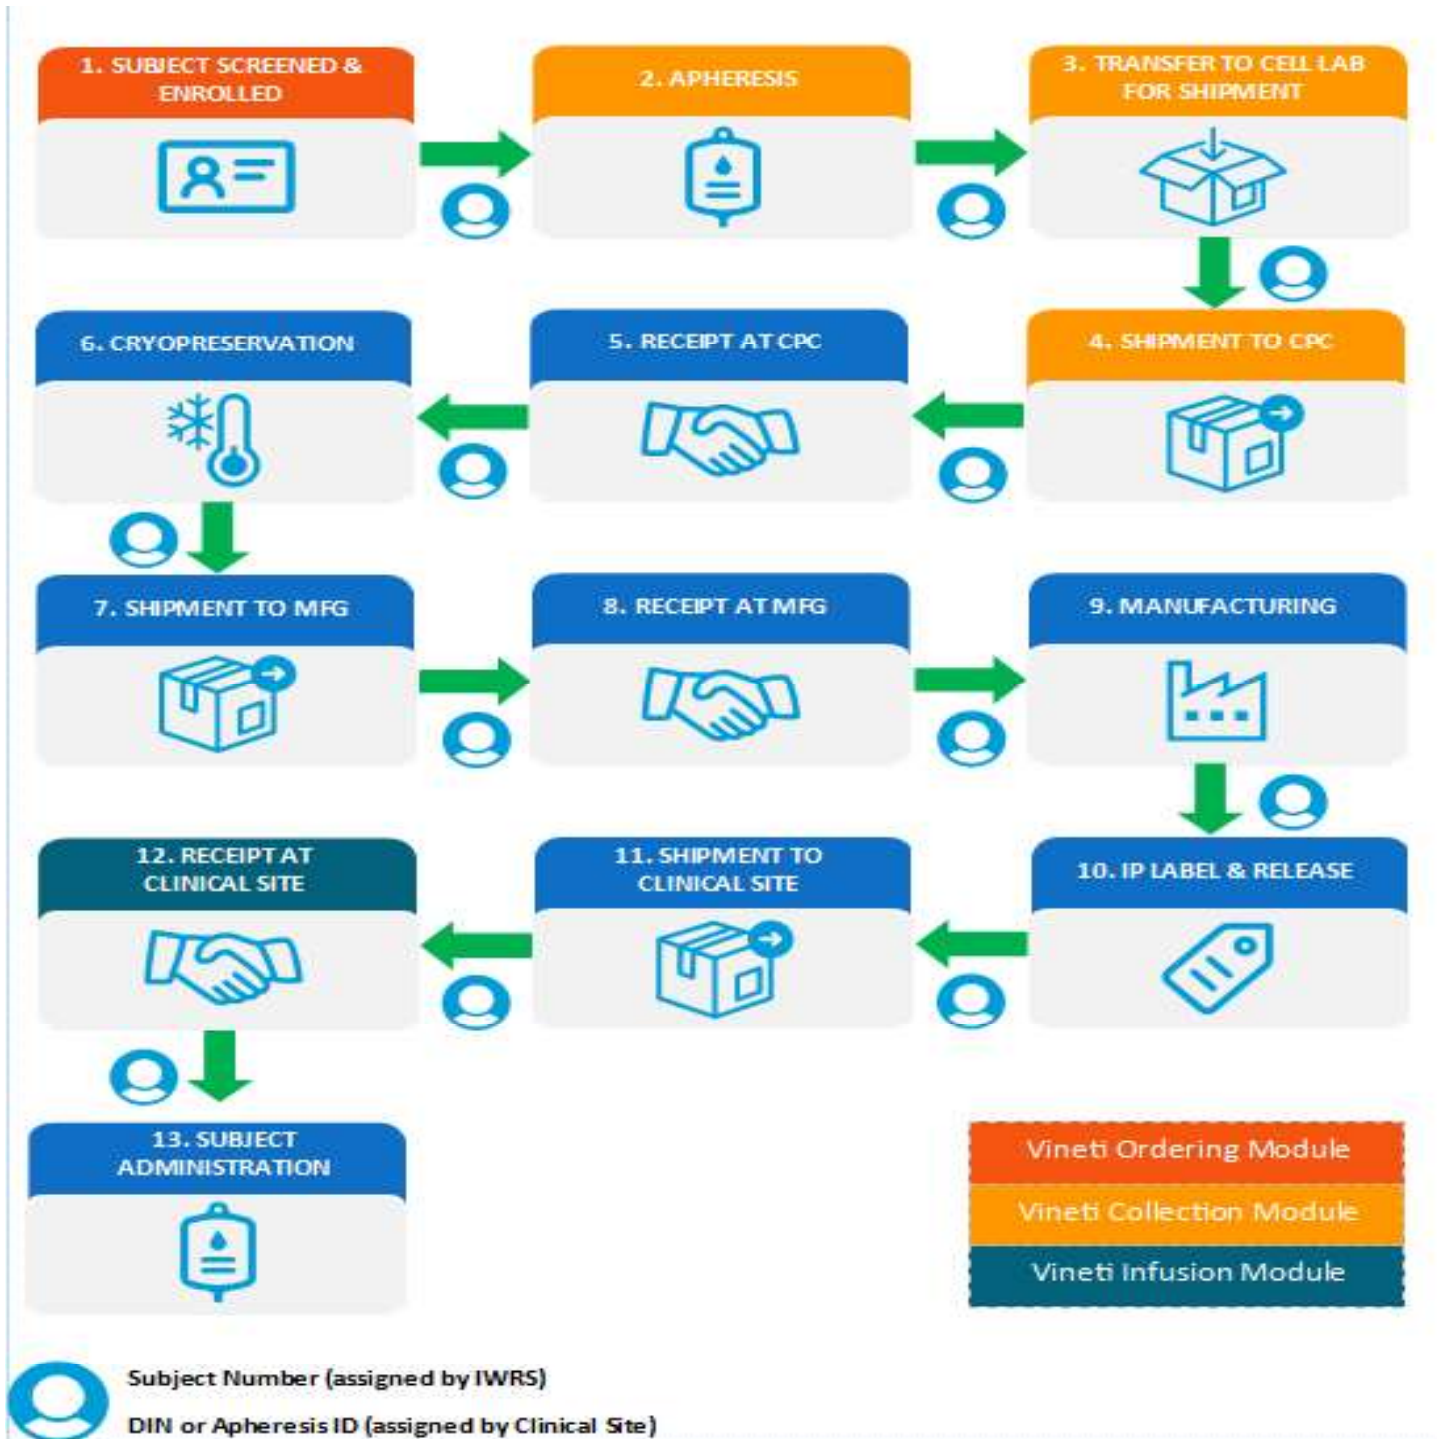 1. SUBJECT SCREENED &
ENROLLED
2. APHERESIS
3. TRANSFER TO CELL LAB
FOR SHIPMENT
6. CRYOPRESERVATION
5. RECEIPT AT CPC
4. SHIPMENT TO CPC
7. SHIPMENT TO MFG
8. RECEIPT AT MFG
9. MANUFACTURING
12. RECEIPT AT
CLINICAL SITE
11. SHIPMENT TO
CLINICAL SITE
10. IP LABEL & RELEASE
13. SUBJECT
ADMINISTRATION
Vineti Ordering Module
Vineti Collection Module
Vineti Infusion Module
Subject Number (assigned by IWRS)
DIN or Apheresis ID (assigned by Clinical Site)